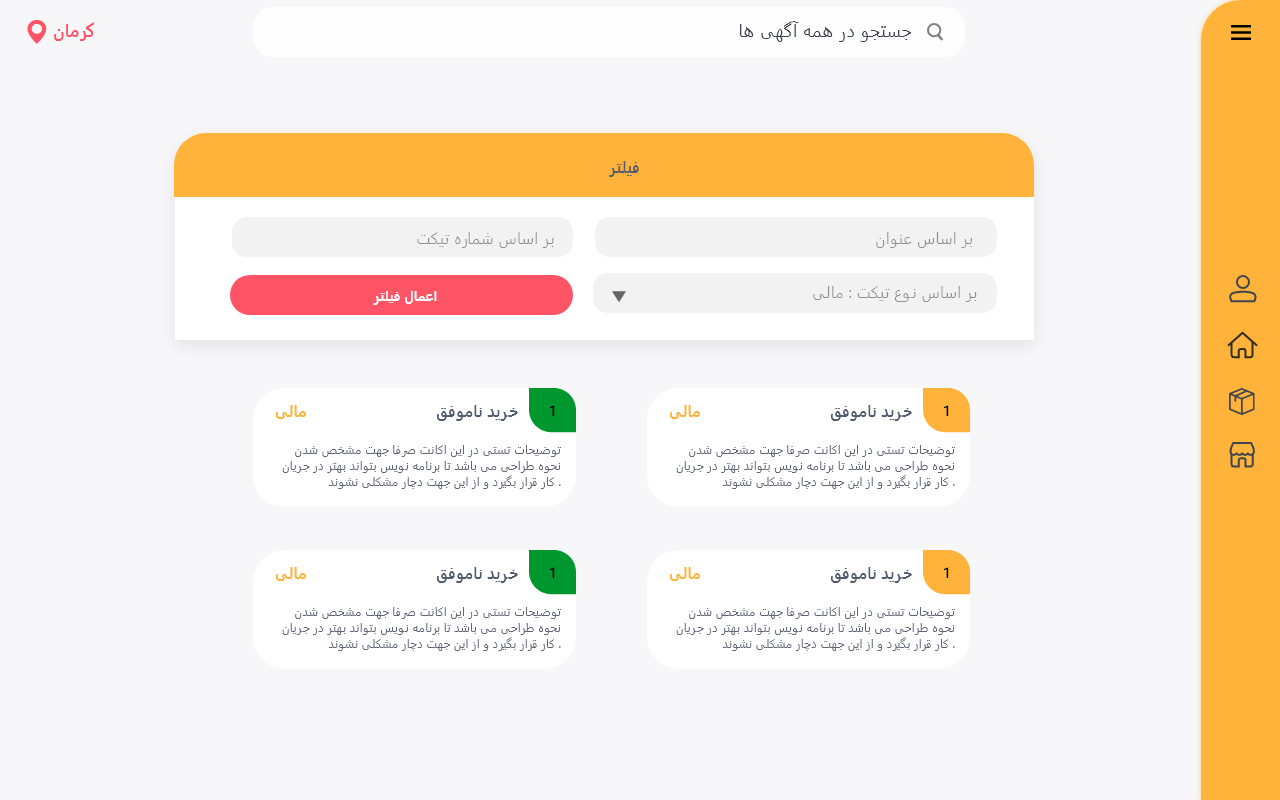 جستجو در همه آگهی ها
کرمان
فیلتر
بر اساس عنوان
بر اساس شماره تیکت
بر اساس نوع تیکت : مالی
اعمال فیلتر
1
خرید ناموفق
مالی
توضیحات تستی در این اکانت صرفا جهت مشخص شدن
نحوه طراحی می باشد تا برنامه نویس بتواند بهتر در جریان
کار قرار بگیرد و از این جهت دچار مشکلی نشوند .
1
خرید ناموفق
مالی
توضیحات تستی در این اکانت صرفا جهت مشخص شدن
نحوه طراحی می باشد تا برنامه نویس بتواند بهتر در جریان
کار قرار بگیرد و از این جهت دچار مشکلی نشوند .
1
خرید ناموفق
مالی
توضیحات تستی در این اکانت صرفا جهت مشخص شدن
نحوه طراحی می باشد تا برنامه نویس بتواند بهتر در جریان
کار قرار بگیرد و از این جهت دچار مشکلی نشوند .
1
خرید ناموفق
مالی
توضیحات تستی در این اکانت صرفا جهت مشخص شدن
نحوه طراحی می باشد تا برنامه نویس بتواند بهتر در جریان
کار قرار بگیرد و از این جهت دچار مشکلی نشوند .